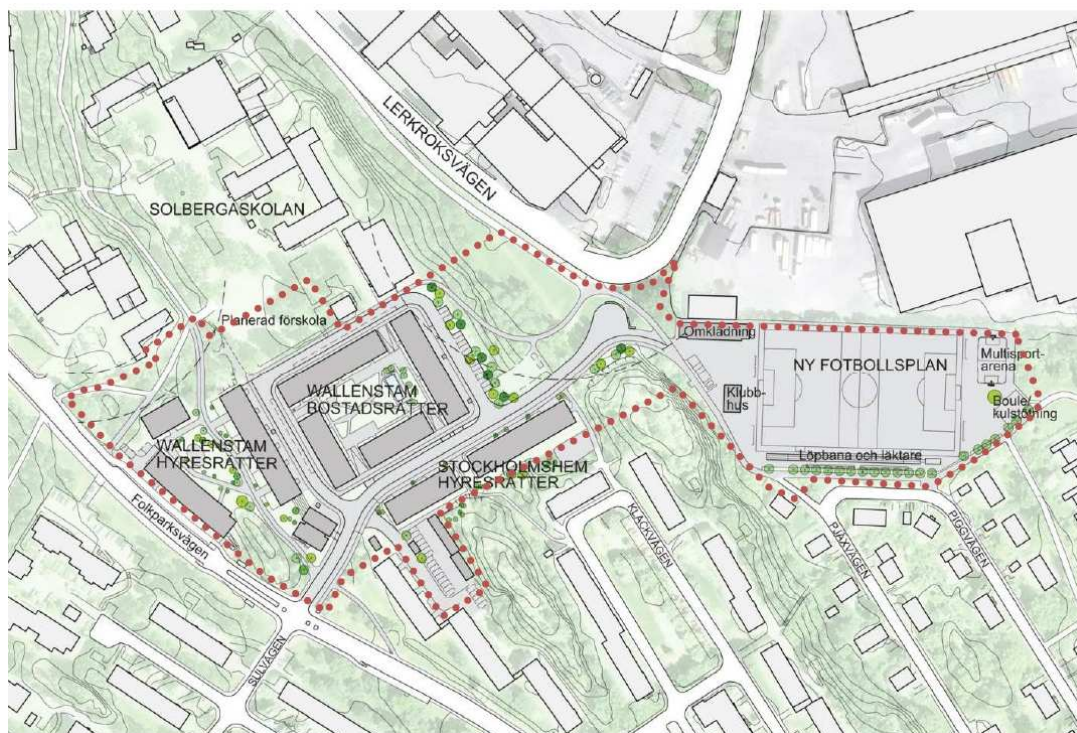 LERKROKSVÄGEN
SOLBERGASKOLAN
Planerad förskola
Omklädning
NY FOTBOLLSPLAN
Multisport-
arena
WALLENSTAM
BOSTADSRÄTTER
Klubb-
hus
Boule/
kulstötning
WALLENSTAM
HYRESRÄTTER
STOCKHOLMSHEM
HYRESRÄTTER
Löpbana och läktare
Folkparksvägen
KLACKVÄGEN
PJÄXVÄGEN
PIGGVÄGEN
SULVÄGEN